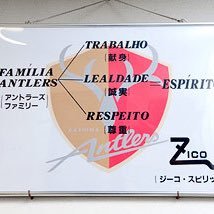 TRABALHO
(献身)
FAMÍLIA
ANTLERS
アントラーズ
ファミリー
LEALDADE
(誠実)
ESPÍRITO
RESPEITO
(尊重)
KASHIMA
Antlers
ZICO
(ジーコ・スピリッ